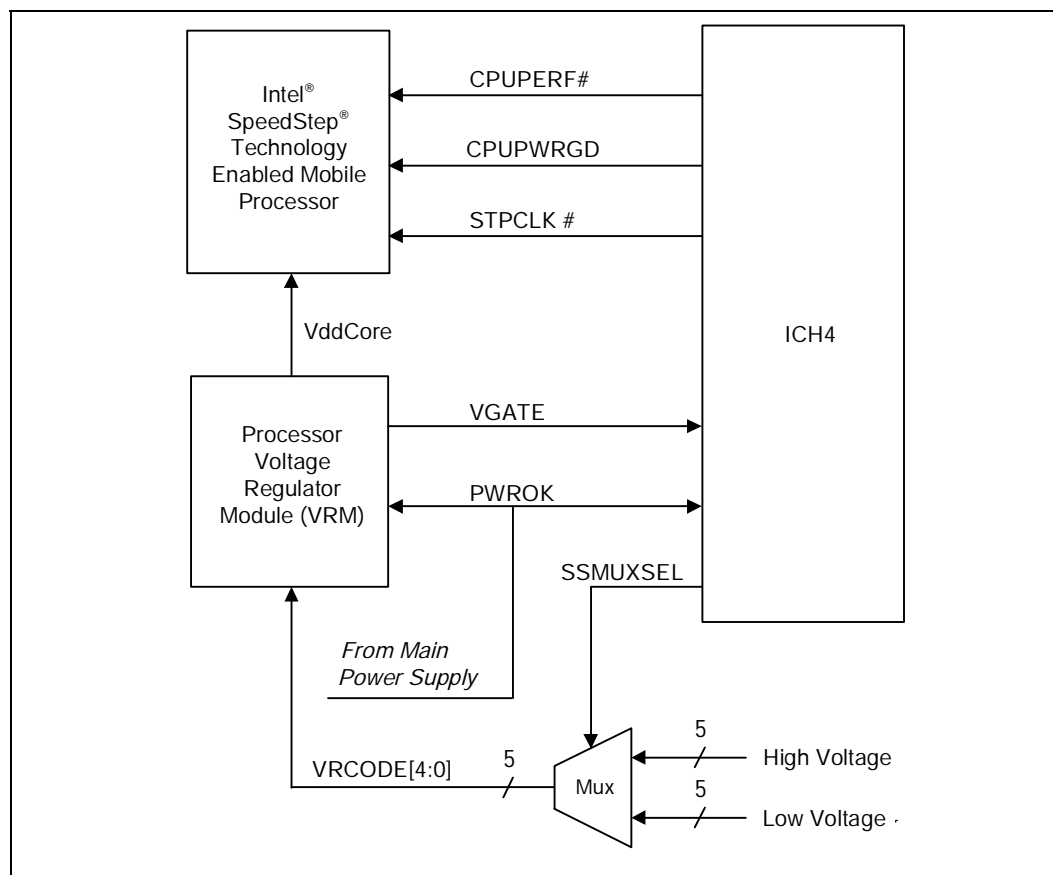 Intel®
SpeedStep®
Technology
Enabled Mobile
Processor
CPUPERF#
CPUPWRGD
STPCLK #
ICH4
VddCore
Processor
Voltage
Regulator
Module (VRM)
VGATE
PWROK
SSMUXSEL
From Main
Power Supply
VRCODE[4:0]
5
Mux
5
High Voltage
5
Low Voltage